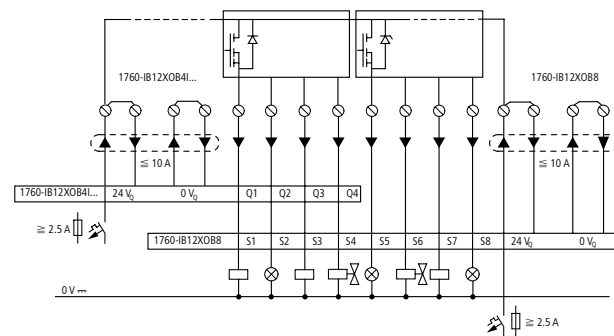 1760-IB12XOB4I...
1760-IB12XOB8
≦ 10 A
≦ 10 A
1760-IB12XOB4I... 24 VQ 0 VQ Q1 Q2 Q3 Q4
≧ 2.5 A
1760-IB12XOB8 S1 S2 S3 S4 S5 S6 S7 S8 24 VQ 0 VQ
0 V
≧ 2.5 A